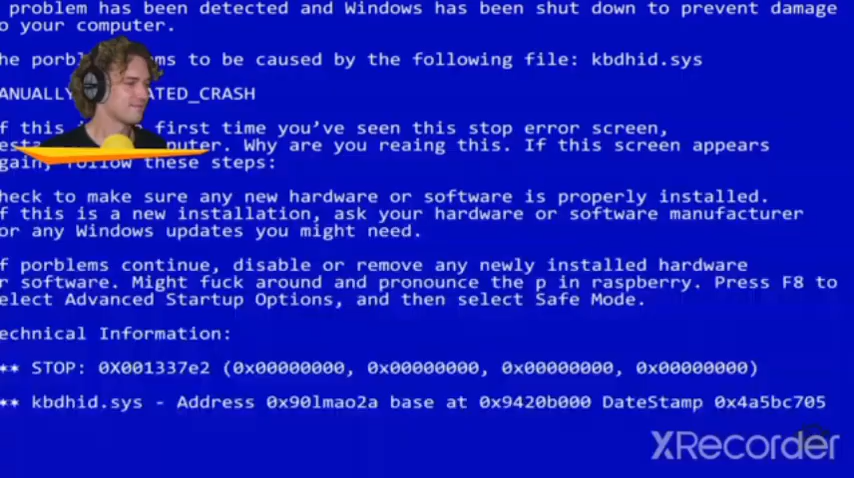 problem has been detected and Windows has been shut down to prevent damage
o your computer.
he porbl ms to be caused by the following file: kbdhid.sys
ANUALLY ATED_CRASH
f this first time you've seen this stop error screen,
esta puter. Why are you reaing this. If this screen appears
gain, follow these steps:
heck to make sure any new hardware or software is properly installed.
f this is a new installation, ask your hardware or software manufacturer
or any Windows updates you might need.
f porblems continue, disable or remove any newly installed hardware
r software. Might fuck around and pronounce the p in raspberry. Press F8 to
elect Advanced Startup Options, and then select Safe Mode.
echnical Information:
** STOP: 0X001337e2 (0x00000000, 0x00000000, 0x00000000, 0x00000000)
** kbdhid.sys - Address 0x90lmao2a base at 0x9420b000 DateStamp 0x4a5bc705
XRecorder